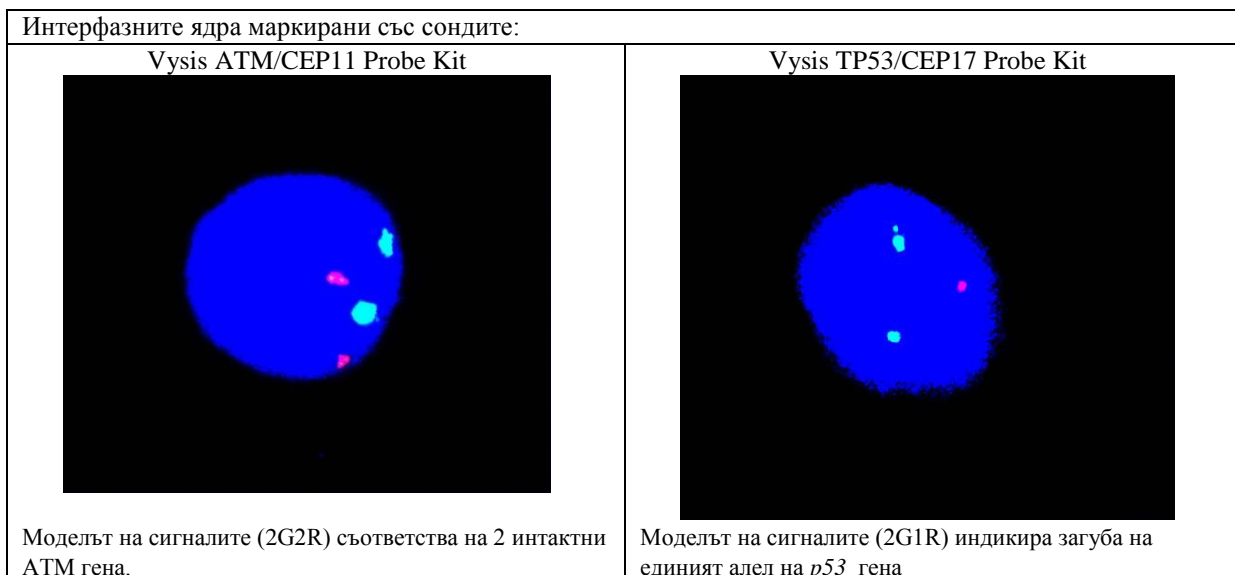 Интерфазните ядра маркирани със сондите:
Vysis ATM/CEP11 Probe Kit
Vysis TP53/CEP17 Probe Kit
Моделът на сигналите (2G2R) съответства на 2 интактни
ATM гена.
Моделът на сигналите (2G1R) индикира загуба на
единият алел на p53 гена